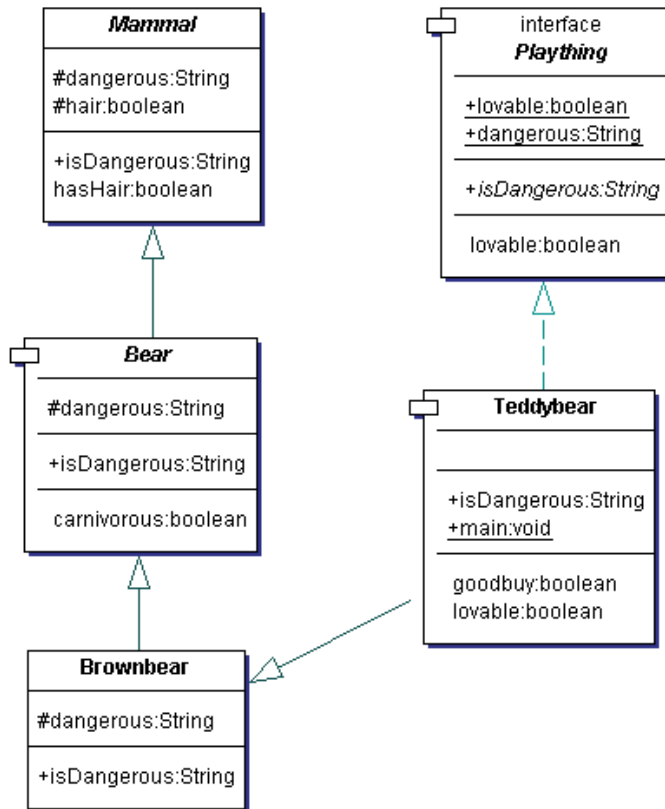 Mammal
#dangerous:String
#hair:boolean
+isDangerous:String
hasHair:boolean
interface
Plaything
+lovable:boolean
+dangerous:String
+isDangerous:String
lovable:boolean
Bear
#dangerous:String
+isDangerous:String
carnivorous:boolean
Teddybear
+isDangerous:String
+main:void
goodbuy:boolean
lovable:boolean
Brownbear
#dangerous:String
+isDangerous:String